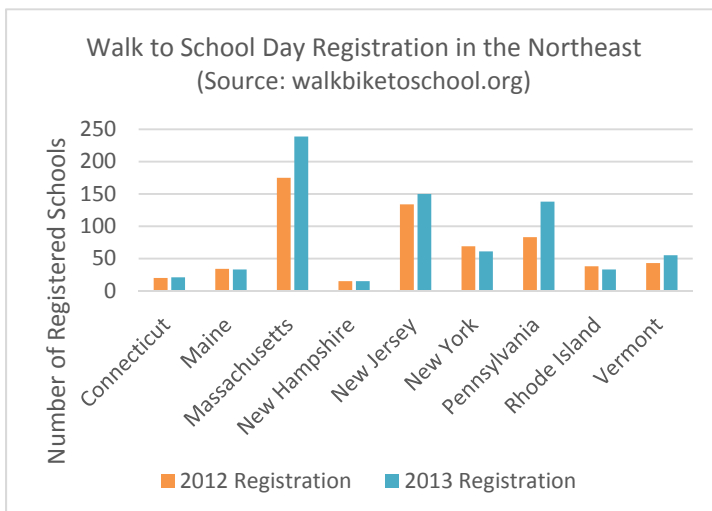 Walk to School Day Registration in the Northeast
(Source: walkbiketoschool.org)
Number of Registered Schools
250
200
150
100
50
0
Connecticut
Maine
Massachusetts
New Hampshire
New Jersey
New York
Pennsylvania
Rhode Island
Vermont
2012 Registration
2013 Registration